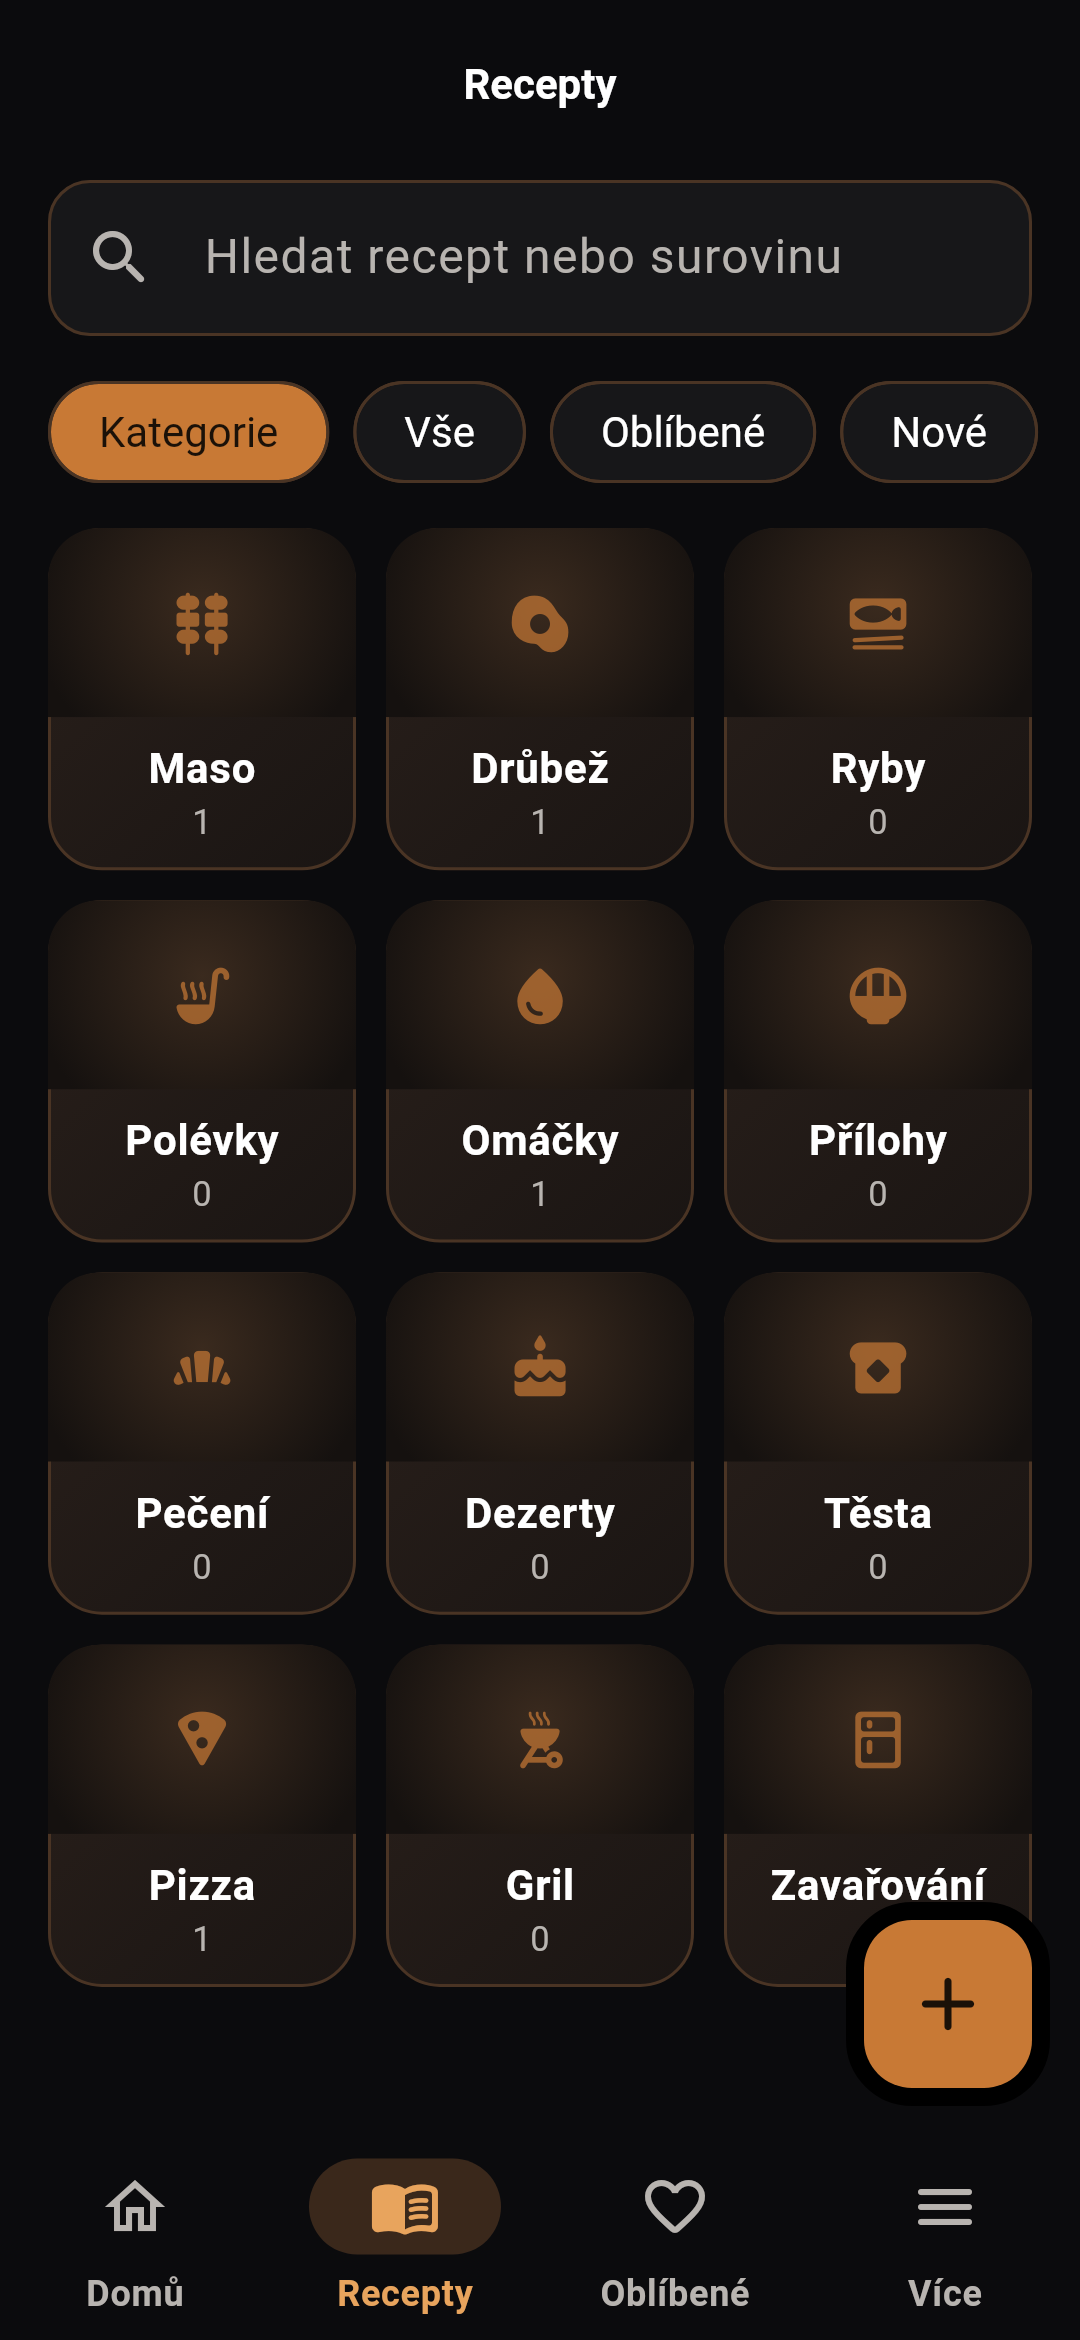 Recepty
Hledat recept nebo surovinu
Kategorie Vše Oblíbené Nové
Maso Drůbež Ryby
1 1 0
Polévky Omáčky Přílohy
0 1 0
Pečení Dezerty Těsta
0 0 0
Pizza Gril Zavařování
1 0
Domů Recepty Oblíbené Více